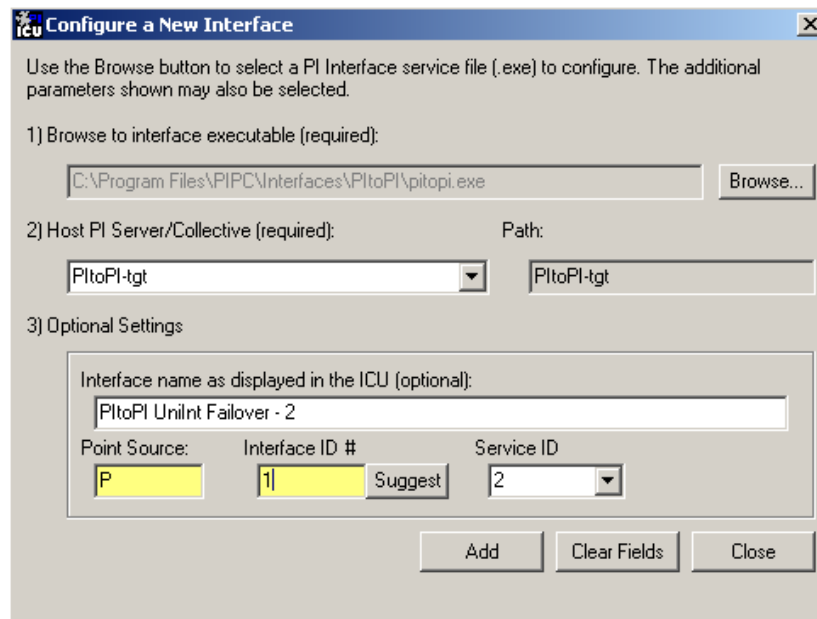 PI
ICU Configure a New Interface
Use the Browse button to select a PI Interface service file (.exe) to configure. The additional
parameters shown may also be selected.
1) Browse to interface executable (required):
C:\Program Files\PIPC\Interfaces\PItoPI\pitopi.exe Browse...
2) Host PI Server/Collective (required): Path:
PItoPI-tgt PItoPI-tgt
3) Optional Settings
Interface name as displayed in the ICU (optional):
PItoPI UniInt Failover - 2
Point Source: Interface ID # Service ID
P 1 Suggest 2
Add Clear Fields Close